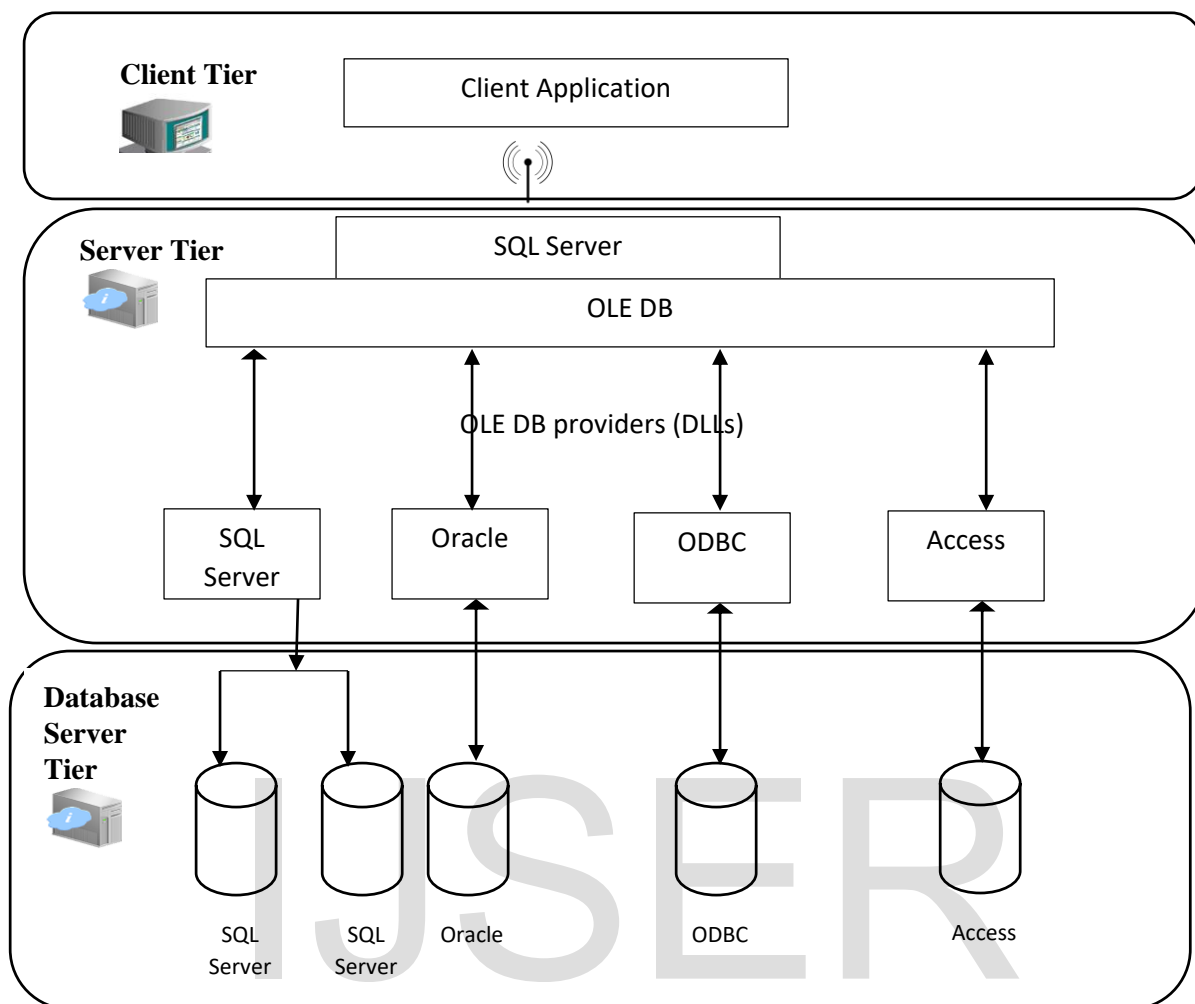 Client Tier
Client Application
Server Tier
SQL Server
OLE DB
OLE DB providers (DLLs)
SQL
Server
Oracle
ODBC
Access
Database
Server
Tier
IJSER
SQL
Server
SQL
Server
Oracle
ODBC
Access